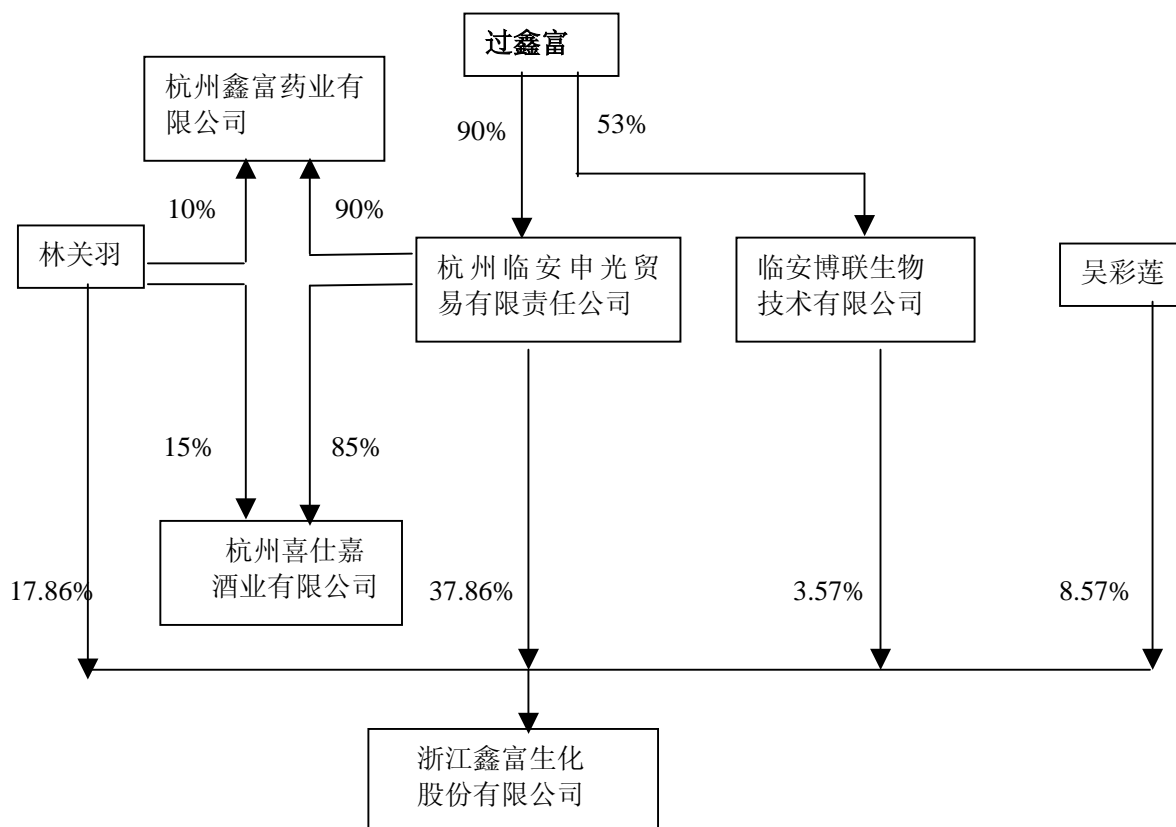 过鑫富
杭州鑫富药业有
限公司
90%
53%
10%
90%
林关羽
杭州临安申光贸
易有限责任公司
临安博联生物
技术有限公司
吴彩莲
15%
85%
杭州喜仕嘉
酒业有限公司
17.86%
37.86%
3.57%
8.57%
浙江鑫富生化
股份有限公司